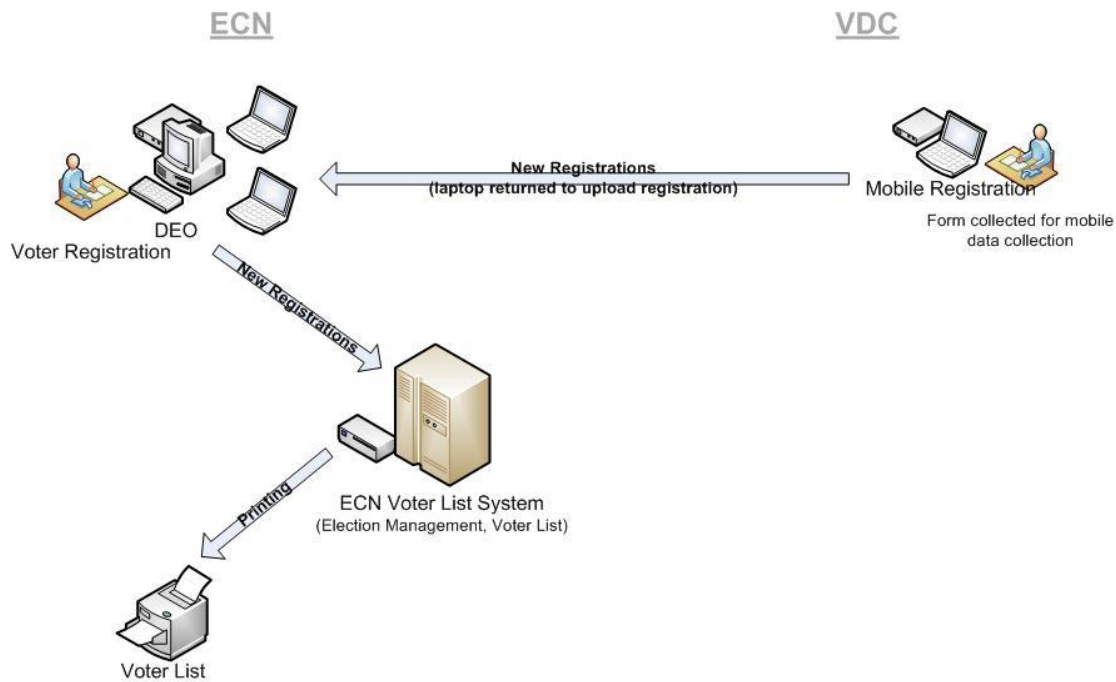 ECN
VDC
New Registrations
(laptop returned to upload registration)
Mobile Registration
Form collected for mobile
data collection
DEO
Voter Registration
New Registrations
ECN Voter List System
(Election Management, Voter List)
Printing
Voter List